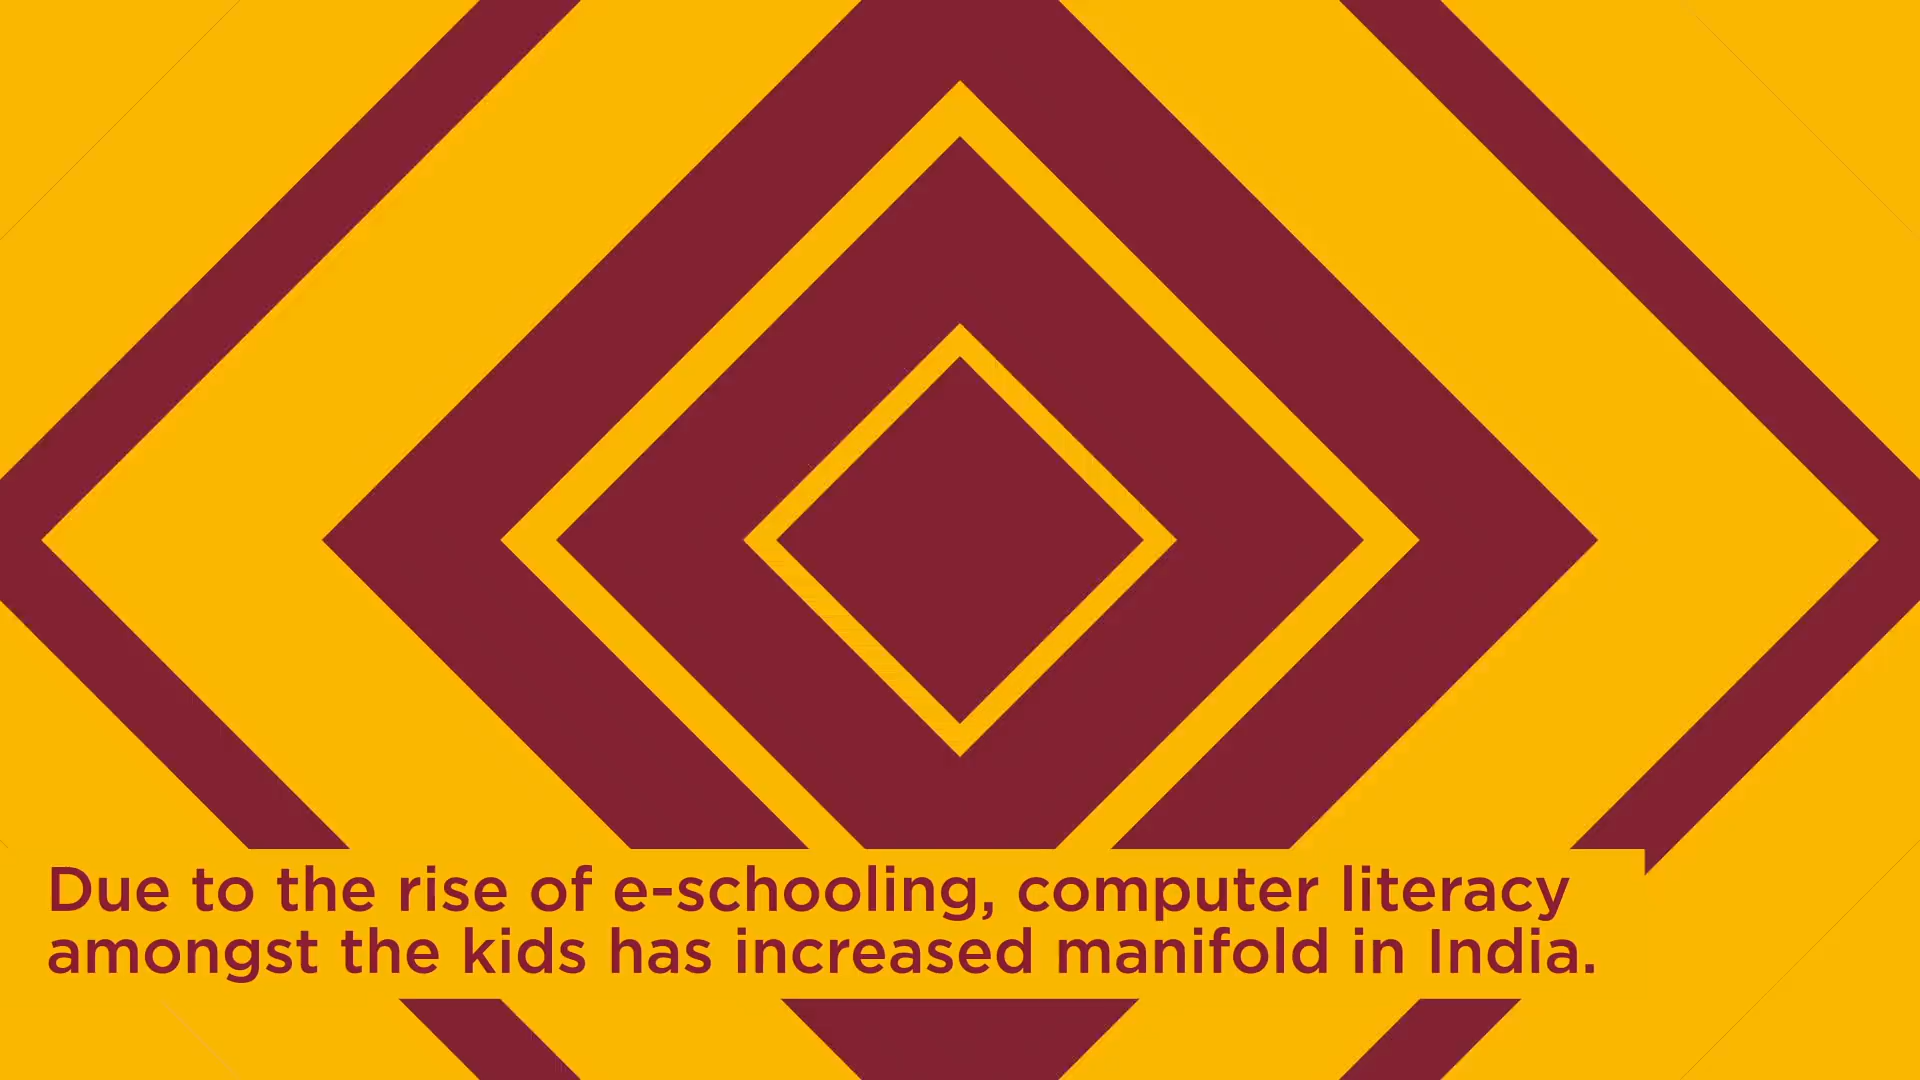 Due to the rise of e-schooling, computer literacy
amongst the kids has increased manifold in India.